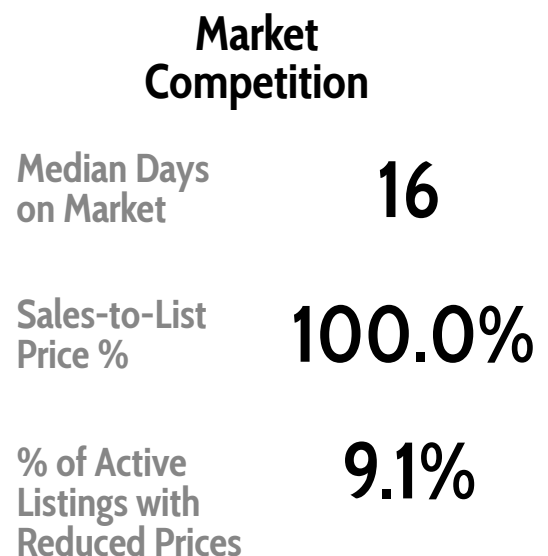 Market
Competition
Median Days
on Market
16
Sales-to-List
Price %
100.0%
% of Active
Listings with
Reduced Prices
9.1%